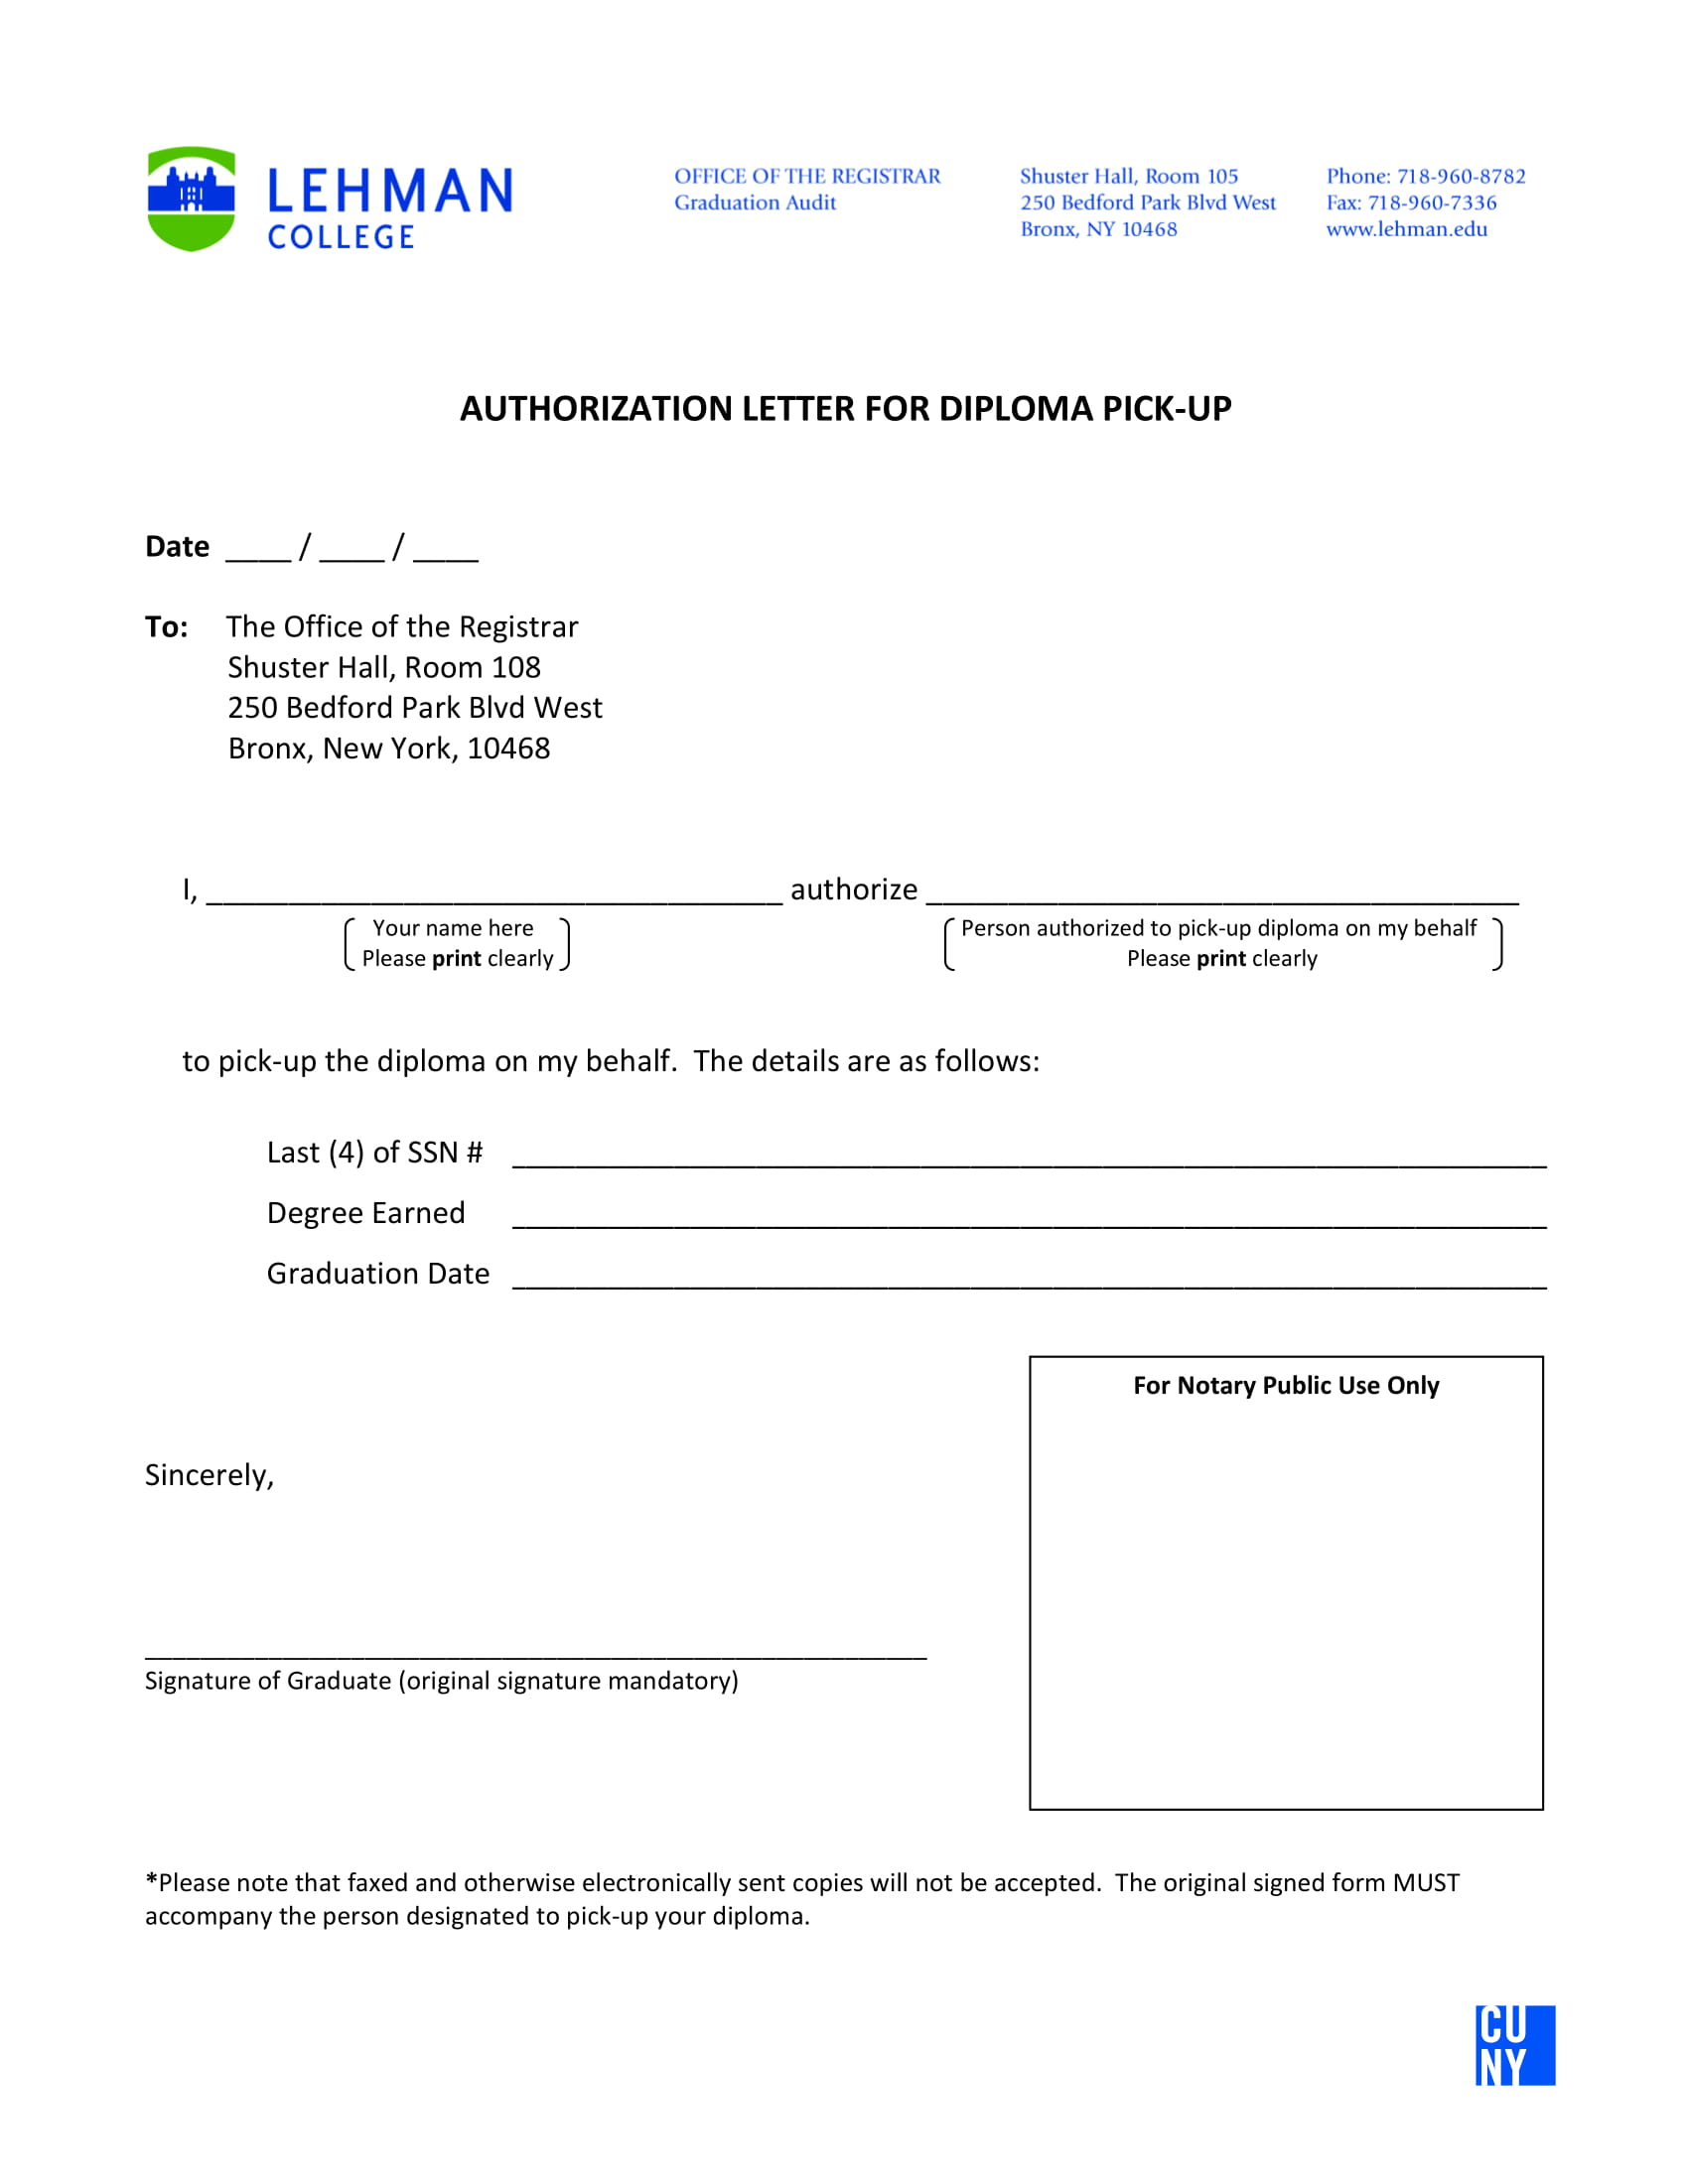 LEHMAN
COLLEGE
OFFICE OF THE REGISTRAR
Graduation Audit
Shuster Hall, Room 105
250 Bedford Park Blvd West
Bronx, NY 10468
Phone: 718-960-8782
Fax: 718-960-7336
www.lehman.edu
AUTHORIZATION LETTER FOR DIPLOMA PICK-UP
Date ____ / ____ / ____
To: The Office of the Registrar
Shuster Hall, Room 108
250 Bedford Park Blvd West
Bronx, New York, 10468
I, ___________________________________ authorize ____________________________________
Your name here
Please print clearly
Person authorized to pick-up diploma on my behalf
Please print clearly
to pick-up the diploma on my behalf. The details are as follows:
Last (4) of SSN # _______________________________________________________________
Degree Earned _______________________________________________________________
Graduation Date _______________________________________________________________
For Notary Public Use Only
Sincerely,
_________________________________________________________
Signature of Graduate (original signature mandatory)
*Please note that faxed and otherwise electronically sent copies will not be accepted. The original signed form MUST
accompany the person designated to pick-up your diploma.
CU
NY